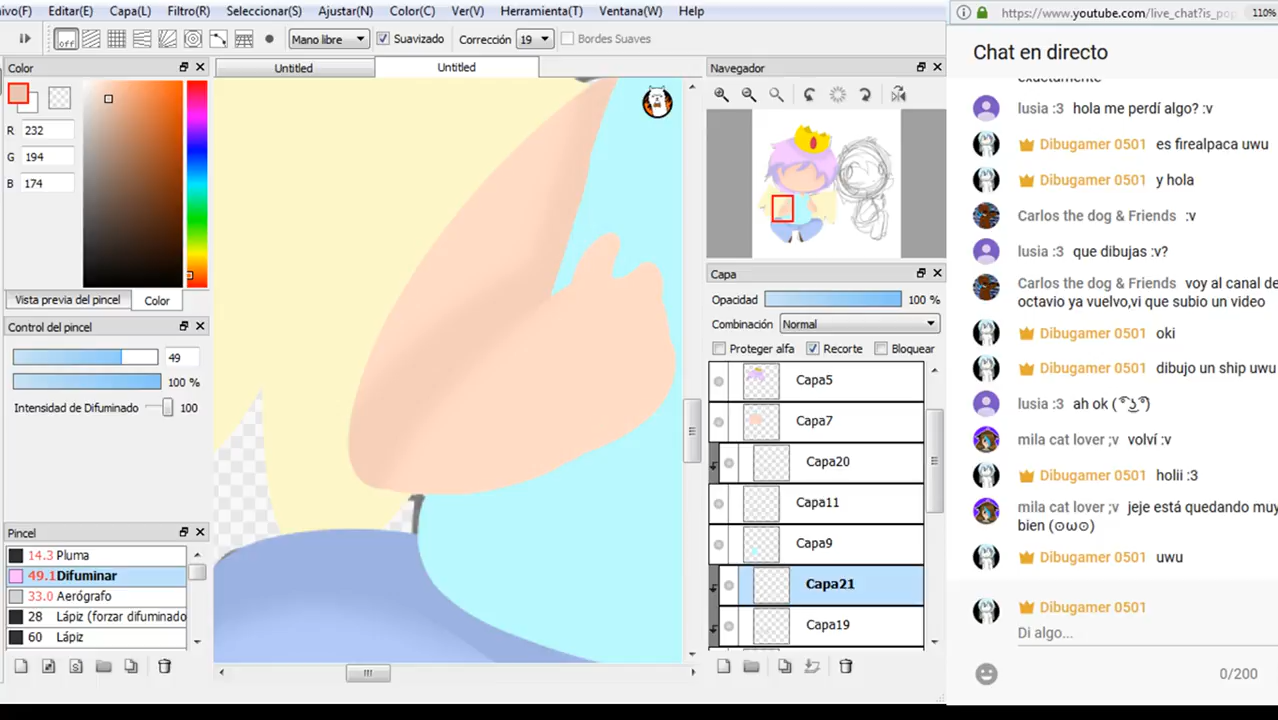 ivo(F) Editar(E) Capa(L) Filtro(R) Seleccionar(S) Ajustar(N) Color(C) Ver(V) Herramienta(T) Ventana(W) Help
https://www.youtube.com/live_chat?is_pop 110%
off Mano libre Suavizado Corrección 19 Bordes Suaves
Color
Untitled Untitled
R 232
G 194
B 174
Vista previa del pincel Color
Control del pincel
49
100 %
Intensidad de Difuminado 100
Pincel
14.3 Pluma
49.1 Difuminar
33.0 Aerógrafo
28 Lápiz (forzar difuminado
60 Lápiz
Navegador
Capa
Opacidad 100 %
Combinación Normal
Proteger alfa Recorte Bloquear
Capa5
Capa7
Capa20
Capa11
Capa9
Capa21
Capa19
Chat en directo
exactamente
lusia :3 hola me perdí algo? :v
Dibugamer 0501 es firealpaca uwu
Dibugamer 0501 y hola
Carlos the dog & Friends :v
lusia :3 que dibujas :v?
Carlos the dog & Friends voy al canal de
octavio ya vuelvo,vi que subio un video
Dibugamer 0501 oki
Dibugamer 0501 dibujo un ship uwu
lusia :3 ah ok ( ͡° ͜ʖ ͡°)
mila cat lover ;v volví :v
Dibugamer 0501 holii :3
mila cat lover ;v jeje está quedando muy
bien (⊙ω⊙)
Dibugamer 0501 uwu
Dibugamer 0501
Di algo...
0/200